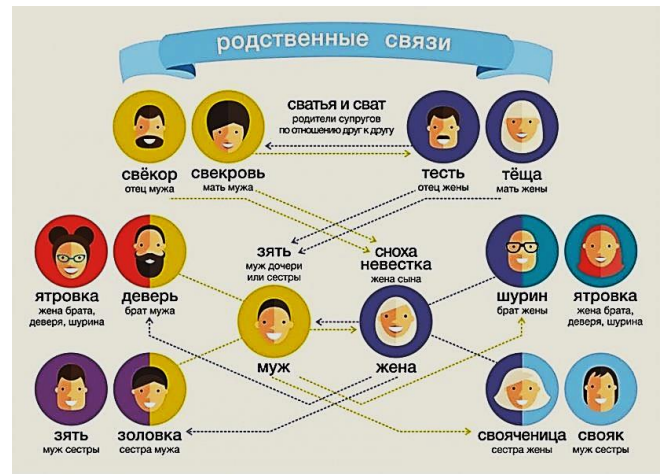 родственные связи
сватья и сват
родители супругов
по отношению друг к другу
свёкор
отец мужа
свекровь
мать мужа
тесть
отец жены
тёща
мать жены
зять
муж дочери
или сестры
сноха
невестка
жена сына
ятровка
жена брата,
деверя, шурина
деверь
брат мужа
шурин
брат жены
ятровка
жена брата,
деверя, шурина
муж
жена
зять
муж сестры
золовка
сестра мужа
свояченица
сестра жены
свояк
муж сестры